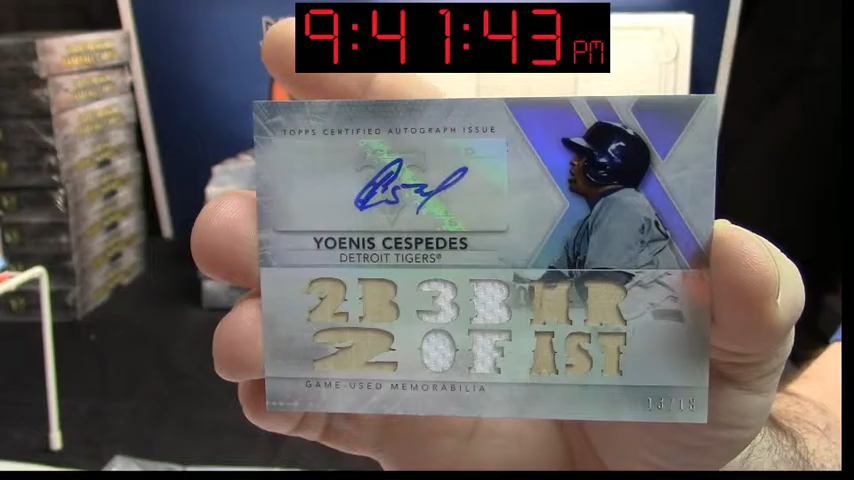 9:41:43 PM
TOPPS CERTIFIED AUTOGRAPH ISSUE
YOENIS CESPEDES
DETROIT TIGERS®
2B 3B HR
2 OF AST
GAME-USED MEMORABILIA